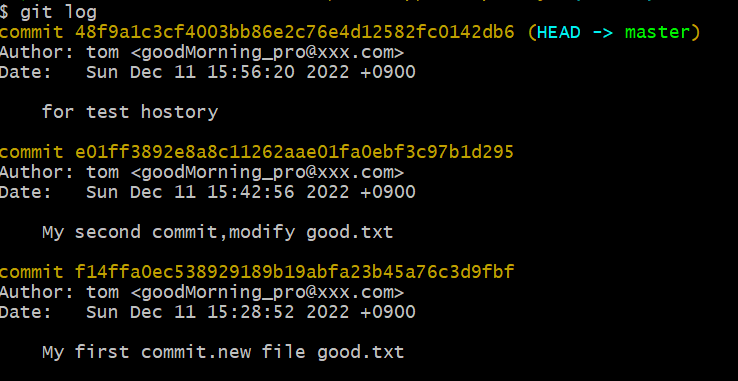 $ git log
commit 48f9a1c3cf4003bb86e2c76e4d12582fc0142db6 (HEAD -> master)
Author: tom <goodMorning_pro@xxx.com>
Date:   Sun Dec 11 15:56:20 2022 +0900
for test hostory
commit e01ff3892e8a8c11262aae01fa0ebf3c97b1d295
Author: tom <goodMorning_pro@xxx.com>
Date:   Sun Dec 11 15:42:56 2022 +0900
My second commit,modify good.txt
commit f14ffa0ec538929189b19abfa23b45a76c3d9fbf
Author: tom <goodMorning_pro@xxx.com>
Date:   Sun Dec 11 15:28:52 2022 +0900
My first commit.new file good.txt